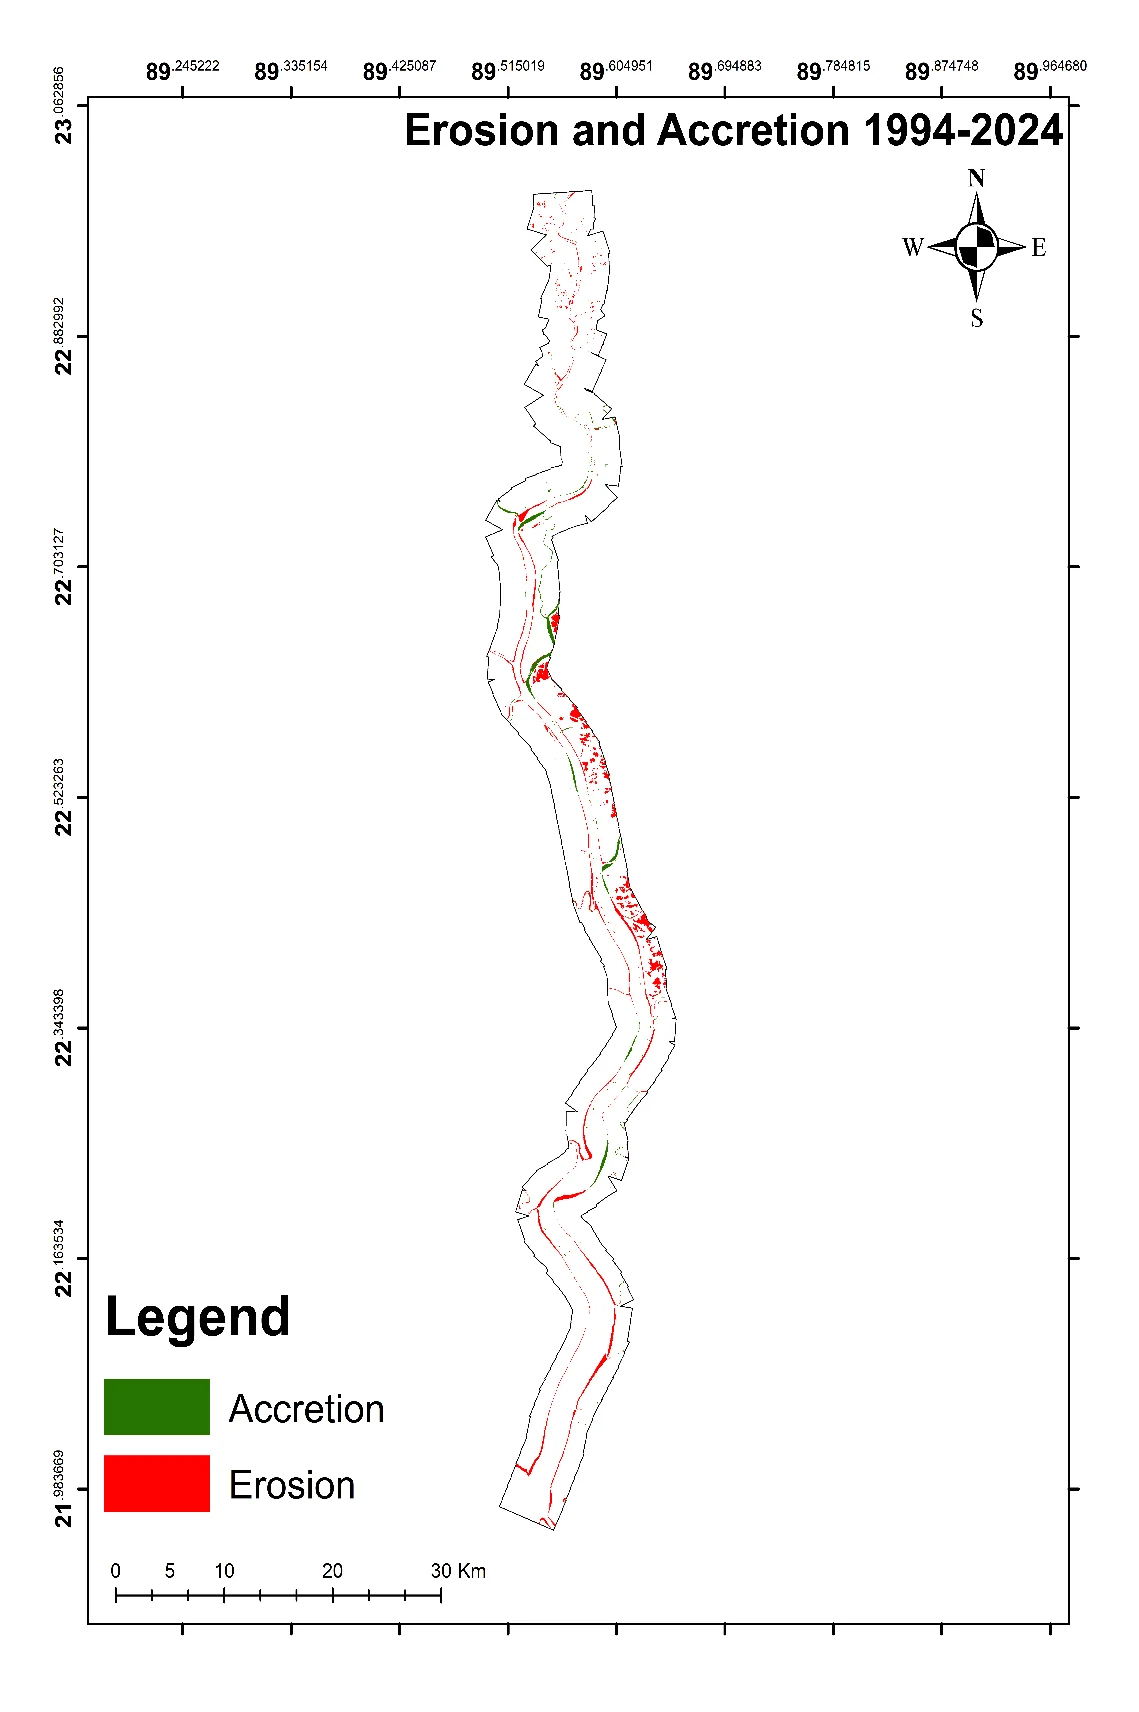 89.245222 89.335154 89.425087 89.515019 89.604951 89.694883 89.784815 89.874748 89.964680
23.062856
Erosion and Accretion 1994-2024
N
W E
S
22.882992
22.703127
22.523263
22.343398
22.163534
Legend
Accretion
21.983669
Erosion
0 5 10 20 30 Km